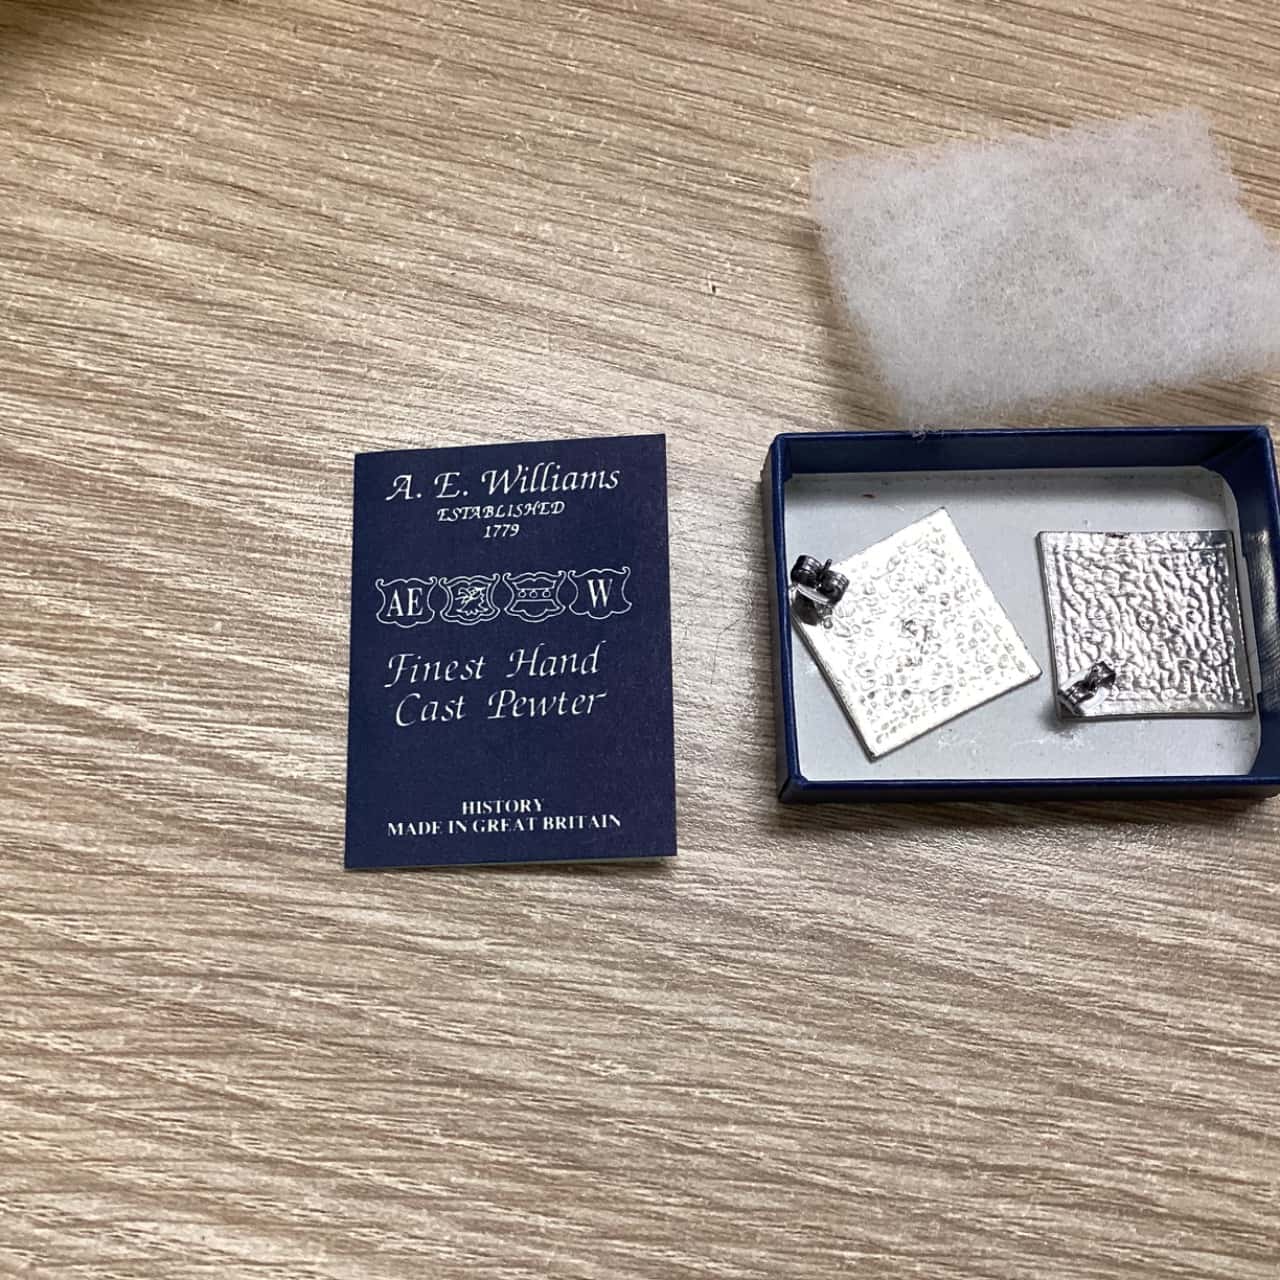 A. E. Williams
ESTABLISHED
1779
AE W
Finest Hand
Cast Pewter
HISTORY
MADE IN GREAT BRITAIN